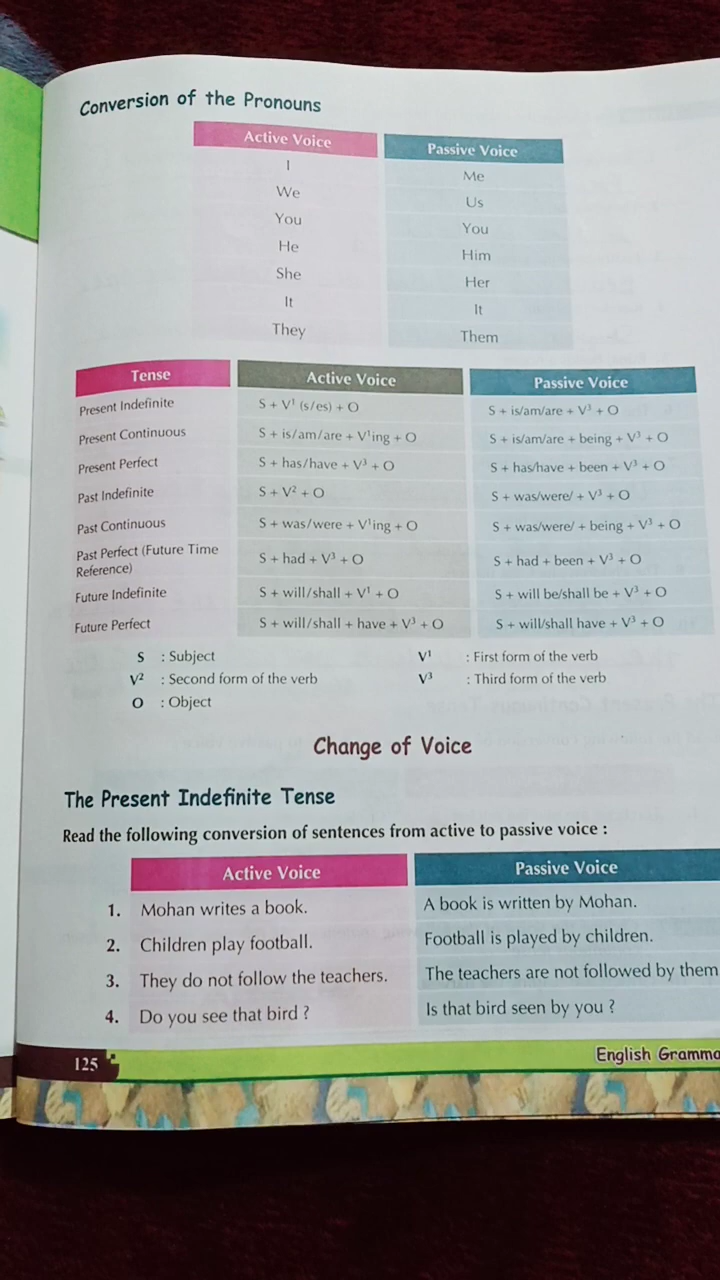 Conversion of the Pronouns
Active Voice Passive Voice
I Me
We Us
You You
He Him
She Her
It It
They Them
Tense Active Voice Passive Voice
Present Indefinite S + V¹ (s/es) + O S + is/am/are + V³ + O
Present Continuous S + is/am/are + V¹ing + O S + is/am/are + being + V³ + O
Present Perfect S + has/have + V³ + O S + has/have + been + V³ + O
Past Indefinite S + V² + O S + was/were/ + V³ + O
Past Continuous S + was/were + V¹ing + O S + was/were/ + being + V³ + O
Past Perfect (Future Time
Reference) S + had + V³ + O S + had + been + V³ + O
Future Indefinite S + will/shall + V¹ + O S + will be/shall be + V³ + O
Future Perfect S + will/shall + have + V³ + O S + will/shall have + V³ + O
S : Subject V¹ : First form of the verb
V² : Second form of the verb V³ : Third form of the verb
O : Object
Change of Voice
The Present Indefinite Tense
Read the following conversion of sentences from active to passive voice :
Active Voice Passive Voice
1. Mohan writes a book. A book is written by Mohan.
2. Children play football. Football is played by children.
3. They do not follow the teachers. The teachers are not followed by them
4. Do you see that bird ? Is that bird seen by you ?
125 English Gramma